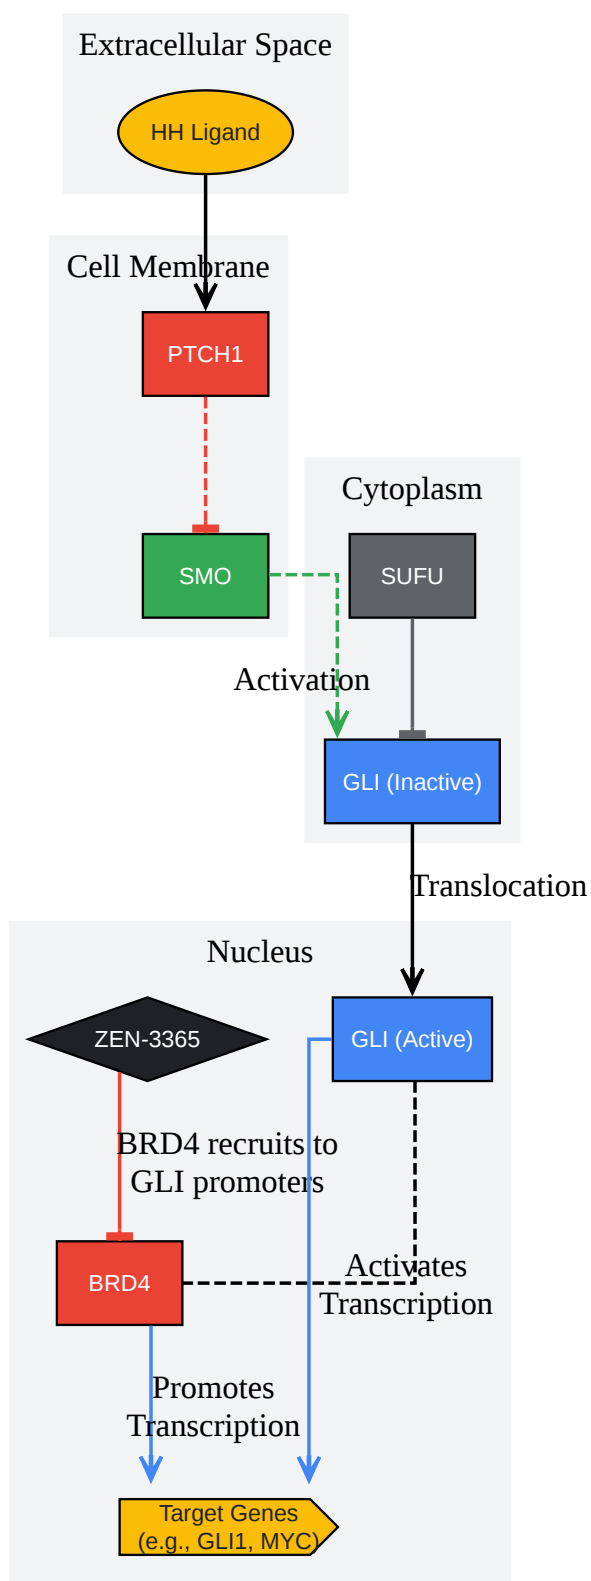 Extracellular Space
HH Ligand
Cell Membrane
PTCH1
Cytoplasm
SMO
SUFU
Activation
GLI (Inactive)
Translocation
Nucleus
ZEN-3365
GLI (Active)
BRD4 recruits to
GLI promoters
BRD4
Activates
Transcription
Promotes
Transcription
Target Genes
(e.g., GLI1, MYC)